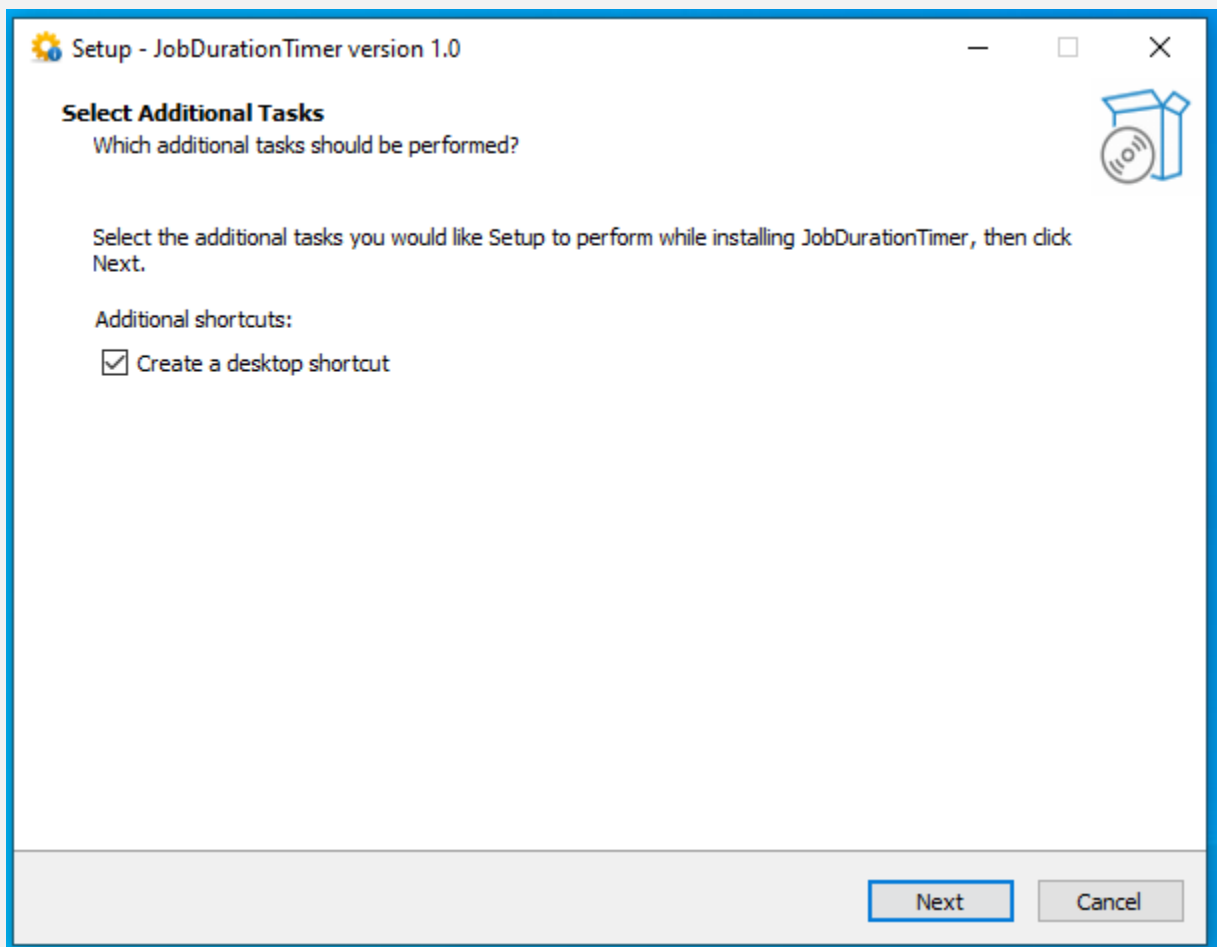 Setup - JobDurationTimer version 1.0
Select Additional Tasks
Which additional tasks should be performed?
Select the additional tasks you would like Setup to perform while installing JobDurationTimer, then click
Next.
Additional shortcuts:
Create a desktop shortcut
Next
Cancel